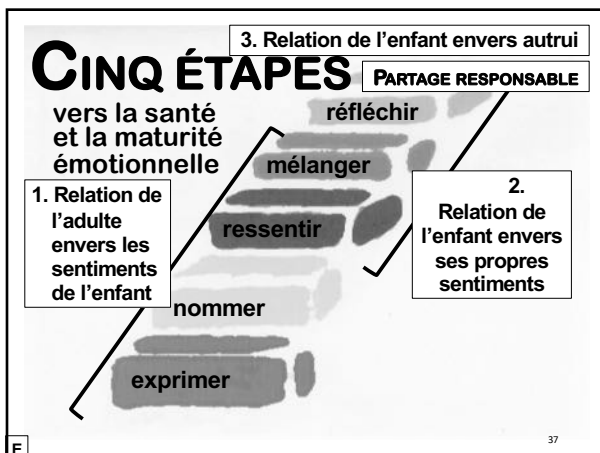 3. Relation de l’enfant envers autrui
CINQ ÉTAPES
PARTAGE RESPONSABLE
vers la santé
et la maturité
émotionnelle
réfléchir
mélanger
ressentir
nommer
exprimer
1. Relation de
l’adulte
envers les
sentiments
de l’enfant
2.
Relation de
l’enfant envers
ses propres
sentiments
37